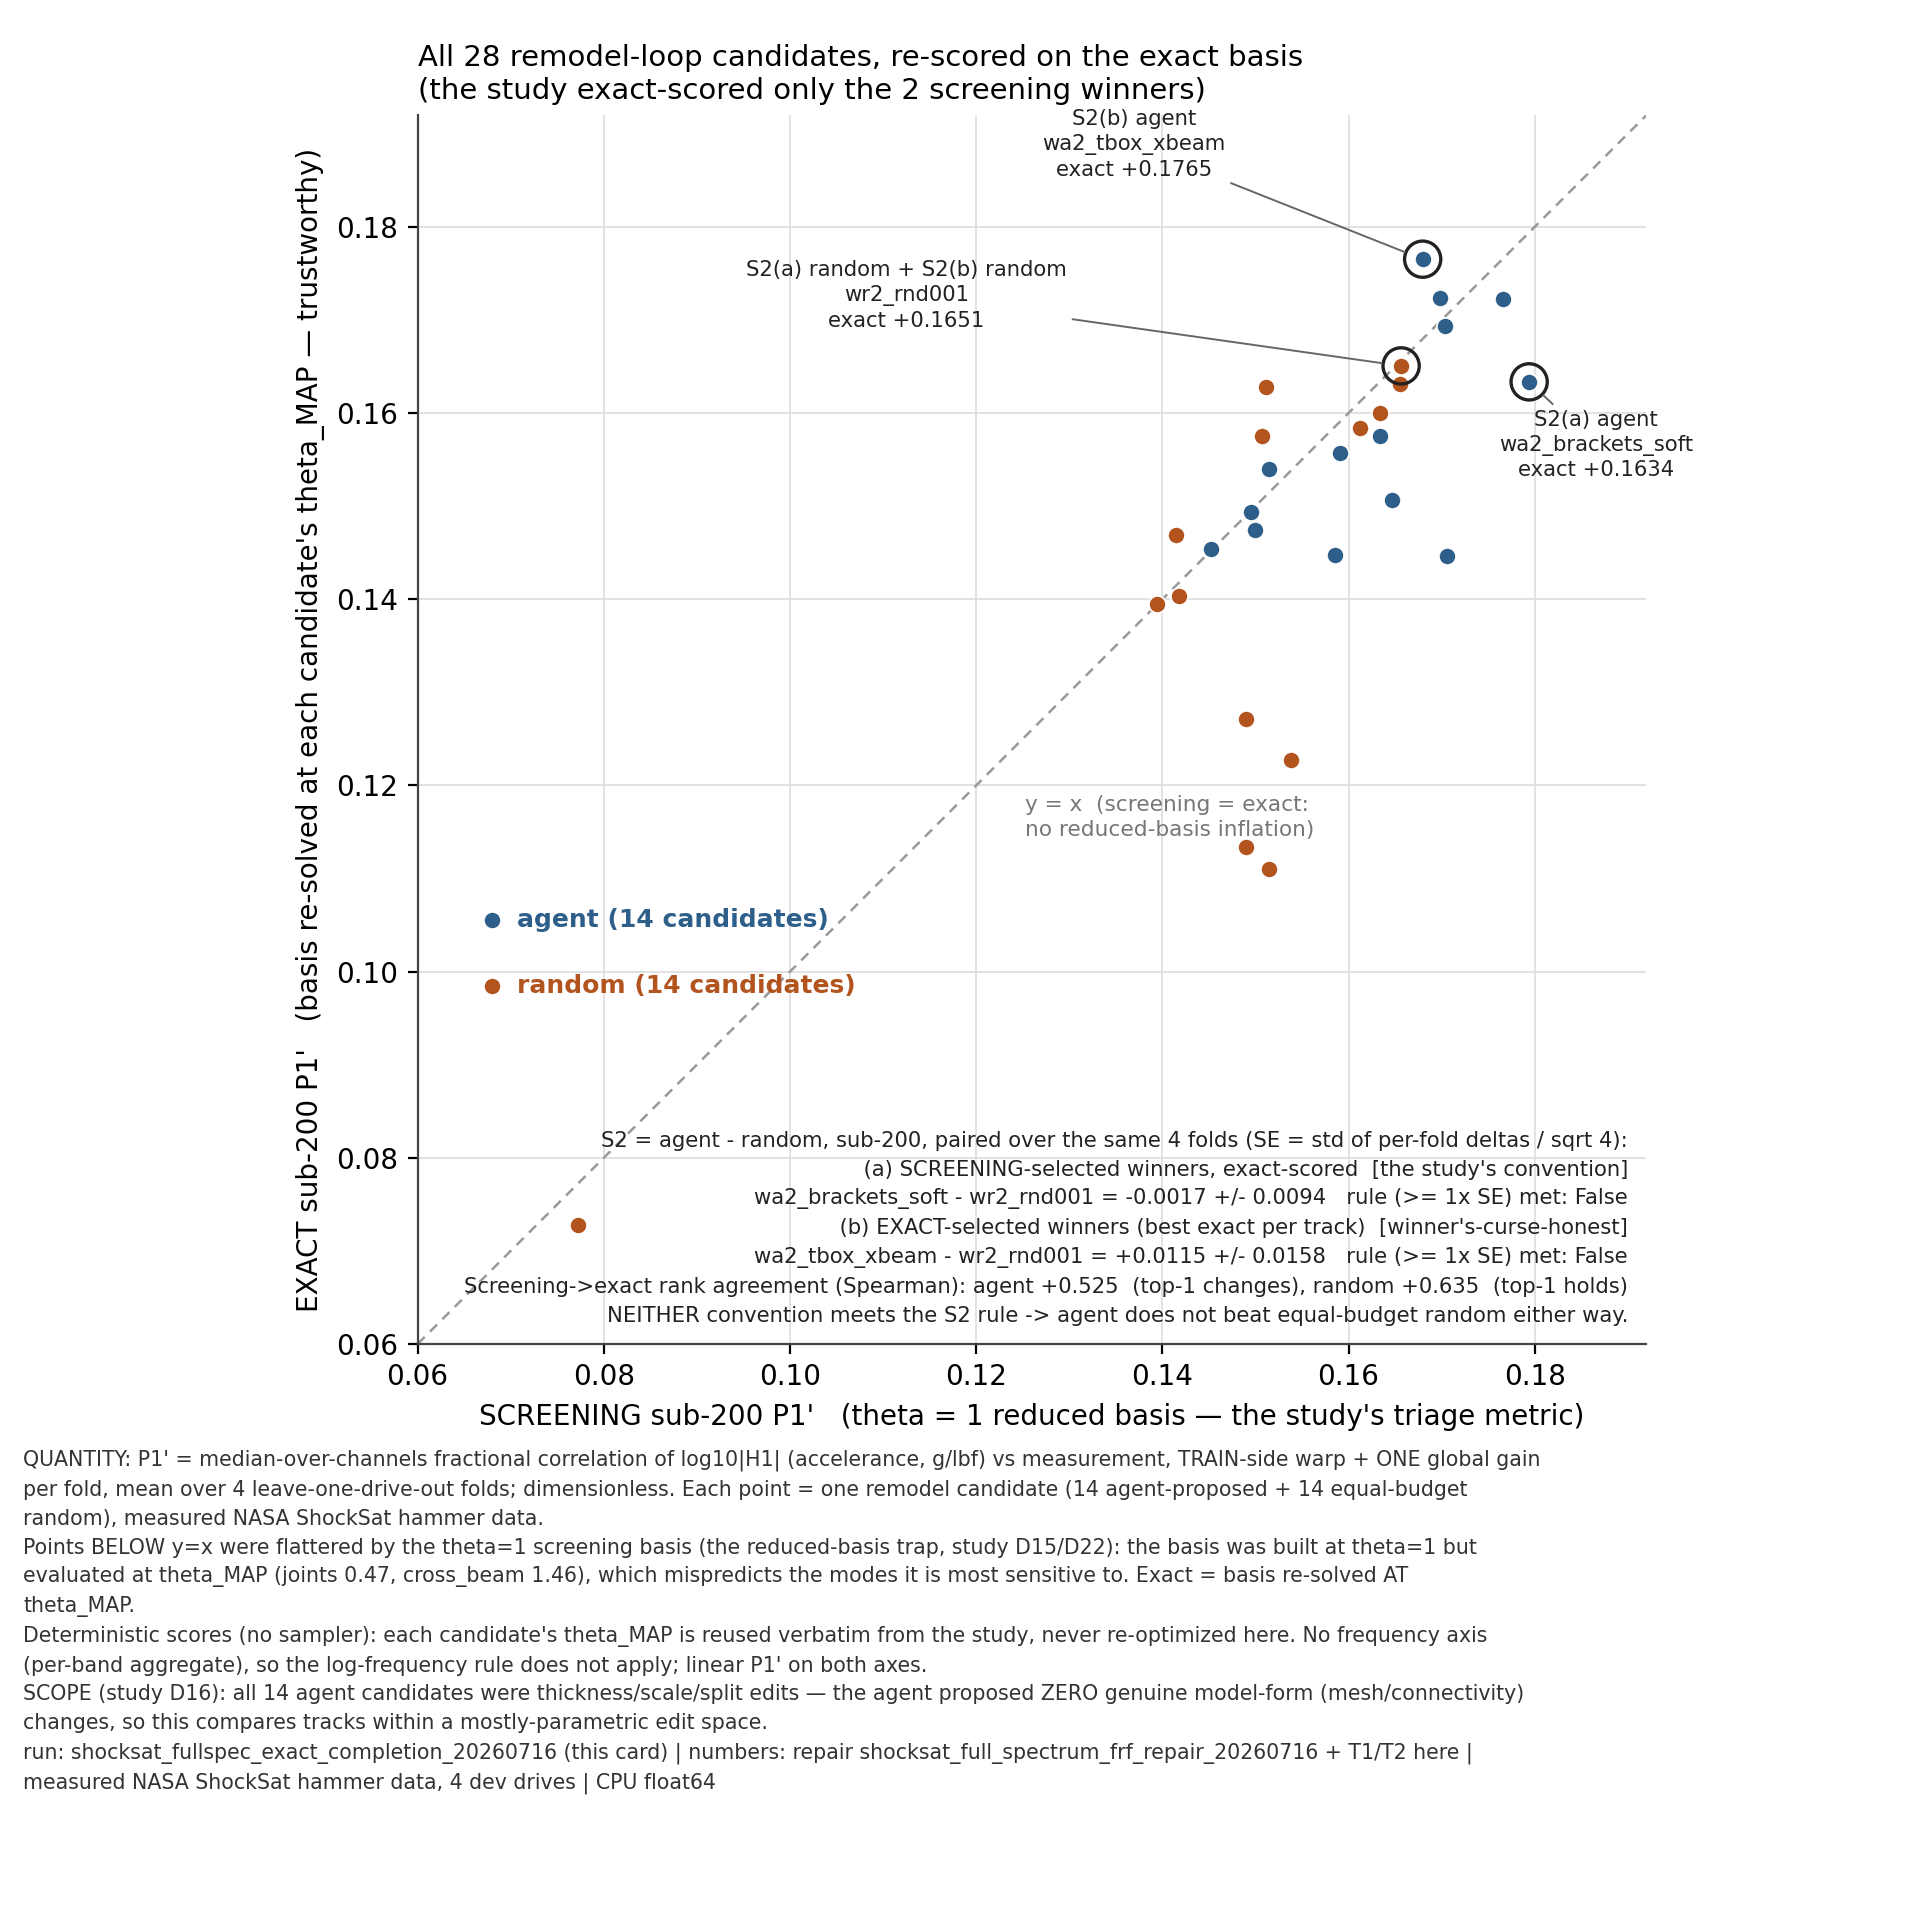 All 28 remodel-loop candidates, re-scored on the exact basis
(the study exact-scored only the 2 screening winners)
S2(b) agent
wa2_tbox_xbeam
exact +0.1765
S2(a) random + S2(b) random
wr2_rnd001
exact +0.1651
S2(a) agent
wa2_brackets_soft
exact +0.1634
y = x  (screening = exact:
no reduced-basis inflation)
agent (14 candidates)
random (14 candidates)
S2 = agent - random, sub-200, paired over the same 4 folds (SE = std of per-fold deltas / sqrt 4):
(a) SCREENING-selected winners, exact-scored  [the study's convention]
wa2_brackets_soft - wr2_rnd001 = -0.0017 +/- 0.0094   rule (>= 1x SE) met: False
(b) EXACT-selected winners (best exact per track)  [winner's-curse-honest]
wa2_tbox_xbeam - wr2_rnd001 = +0.0115 +/- 0.0158   rule (>= 1x SE) met: False
Screening->exact rank agreement (Spearman): agent +0.525  (top-1 changes), random +0.635  (top-1 holds)
NEITHER convention meets the S2 rule -> agent does not beat equal-budget random either way.
EXACT sub-200 P1'   (basis re-solved at each candidate's theta_MAP — trustworthy)
0.18
0.16
0.14
0.12
0.10
0.08
0.06
0.06 0.08 0.10 0.12 0.14 0.16 0.18
SCREENING sub-200 P1'   (theta = 1 reduced basis — the study's triage metric)
QUANTITY: P1' = median-over-channels fractional correlation of log10|H1| (accelerance, g/lbf) vs measurement, TRAIN-side warp + ONE global gain
per fold, mean over 4 leave-one-drive-out folds; dimensionless. Each point = one remodel candidate (14 agent-proposed + 14 equal-budget
random), measured NASA ShockSat hammer data.
Points BELOW y=x were flattered by the theta=1 screening basis (the reduced-basis trap, study D15/D22): the basis was built at theta=1 but
evaluated at theta_MAP (joints 0.47, cross_beam 1.46), which mispredicts the modes it is most sensitive to. Exact = basis re-solved AT
theta_MAP.
Deterministic scores (no sampler): each candidate's theta_MAP is reused verbatim from the study, never re-optimized here. No frequency axis
(per-band aggregate), so the log-frequency rule does not apply; linear P1' on both axes.
SCOPE (study D16): all 14 agent candidates were thickness/scale/split edits — the agent proposed ZERO genuine model-form (mesh/connectivity)
changes, so this compares tracks within a mostly-parametric edit space.
run: shocksat_fullspec_exact_completion_20260716 (this card) | numbers: repair shocksat_full_spectrum_frf_repair_20260716 + T1/T2 here |
measured NASA ShockSat hammer data, 4 dev drives | CPU float64